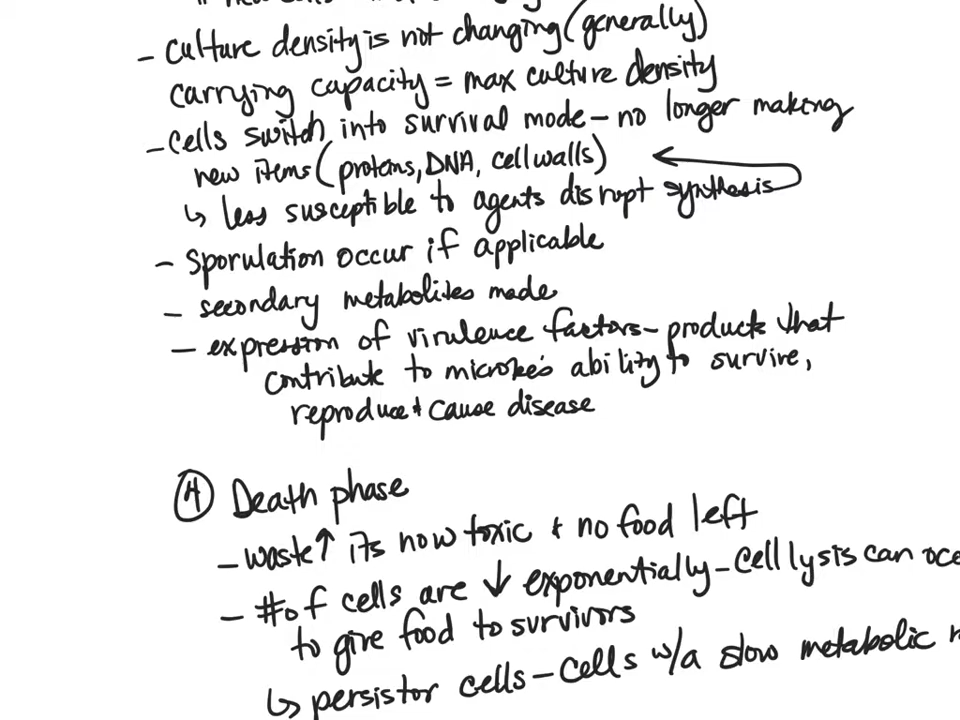 - culture density is not changing (generally)
carrying capacity = max culture density
- cells switch into survival mode - no longer making
new items (proteins, DNA, cell walls)
↳ less susceptible to agents disrupt synthesis
- sporulation occur if applicable
- secondary metabolites made
- expression of virulence factors - products that
contribute to microbe's ability to survive,
reproduce & cause disease
④ Death phase
- waste ↑ its now toxic & no food left
- # of cells are ↓ exponentially - cell lysis can
to give food to survivors
↳ persistor cells - cells w/a slow metabolic